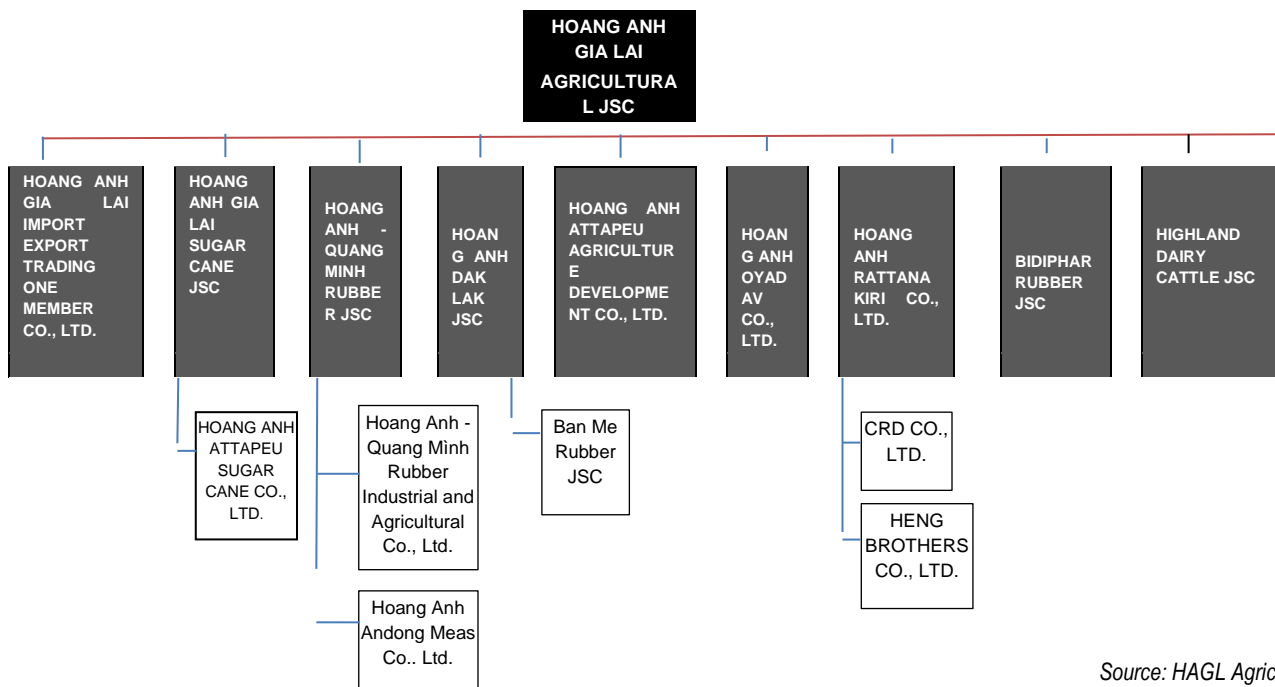 HOANG ANH
GIA LAI
AGRICULTURA
L JSC
HOANG ANH
GIA LAI
IMPORT
EXPORT
TRADING
ONE
MEMBER
CO., LTD.
HOANG
ANH GIA
LAI
SUGAR
CANE
JSC
HOANG
ANH -
QUANG
MINH
RUBBE
R JSC
HOAN
G ANH
DAK
LAK
JSC
HOANG ANH
ATTAPEU
AGRICULTUR
E
DEVELOPME
NT CO., LTD.
HOAN
G ANH
OYAD
AV
CO.,
LTD.
HOANG
ANH
RATTANA
KIRI CO.,
LTD.
BIDIPHAR
RUBBER
JSC
HIGHLAND
DAIRY
CATTLE JSC
HOANG ANH
ATTAPEU
SUGAR
CANE CO.,
LTD.
Hoang Anh -
Quang Mình
Rubber
Industrial and
Agricultural
Co., Ltd.
Hoang Anh
Andong Meas
Co.. Ltd.
Ban Me
Rubber
JSC
CRD CO.,
LTD.
HENG
BROTHERS
CO., LTD.
Source: HAGL Agric